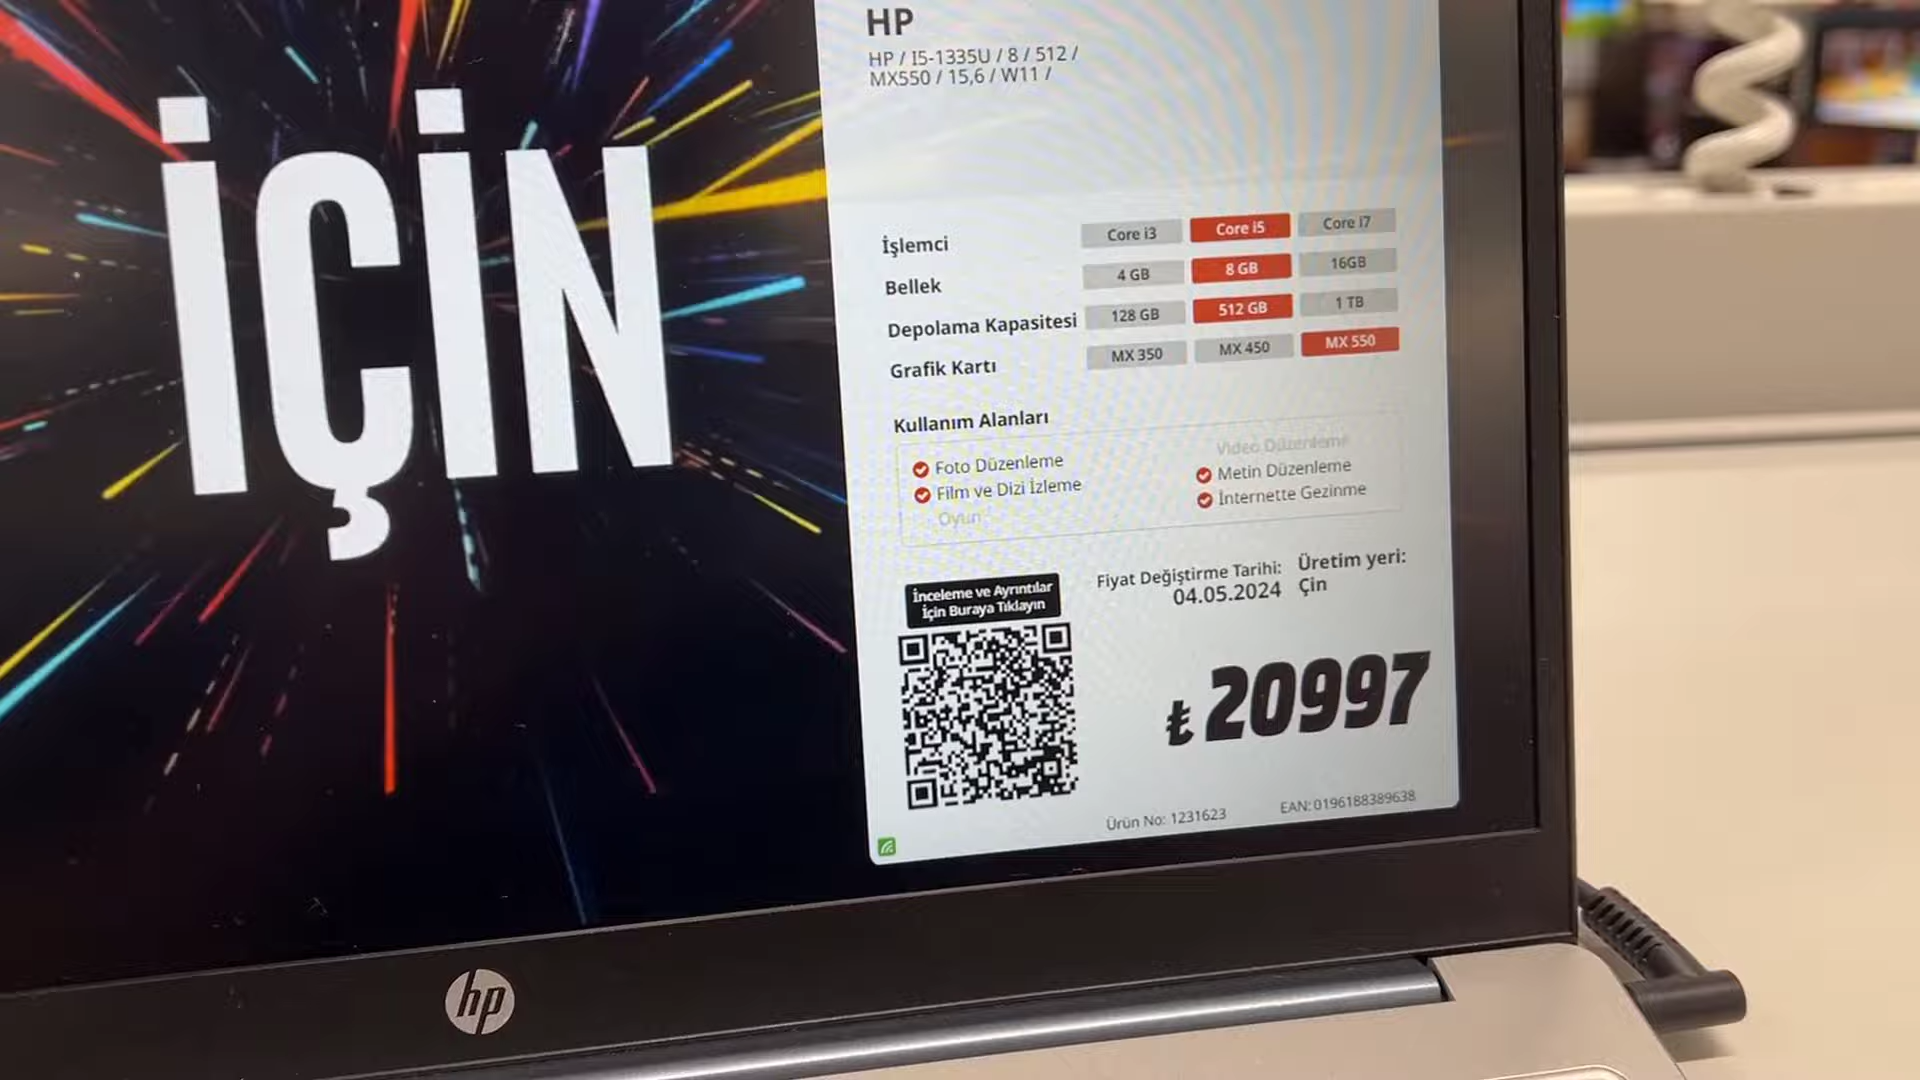 İÇİN
HP
HP / I5-1335U / 8 / 512 /
MX550 / 15,6 / W11 /
İşlemci Core i3 Core i5 Core i7
Bellek 4 GB 8 GB 16GB
Depolama Kapasitesi 128 GB 512 GB 1 TB
Grafik Kartı MX 350 MX 450 MX 550
Kullanım Alanları
Foto Düzenleme
Film ve Dizi İzleme
Oyun
Video Düzenleme
Metin Düzenleme
İnternette Gezinme
İnceleme ve Ayrıntılar
İçin Buraya Tıklayın
Fiyat Değiştirme Tarihi:
04.05.2024
Üretim yeri:
Çin
₺ 20997
Ürün No: 1231623
EAN: 0196188389638
hp